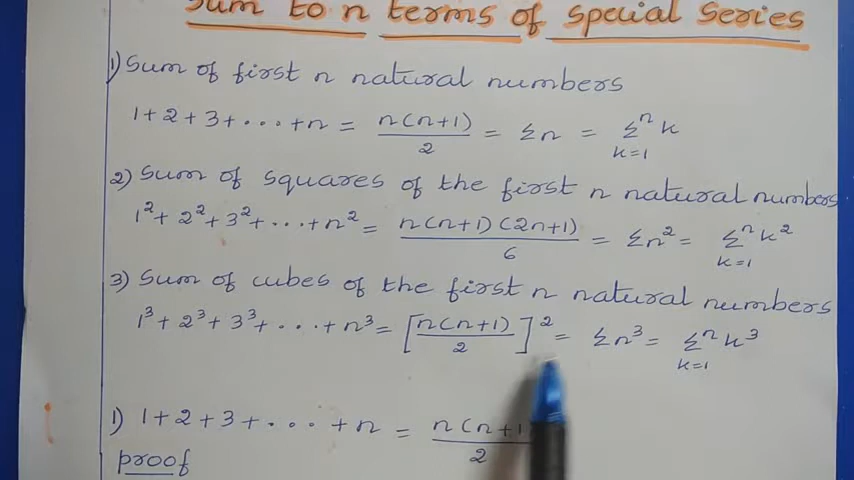 Sum to n terms of special series
1) Sum of first n natural numbers
1+2+3+...+n = n(n+1)/2 = Σn = Σ_{k=1}^{n} k
2) Sum of squares of the first n natural numbers
1²+2²+3²+...+n² = n(n+1)(2n+1)/6 = Σn² = Σ_{k=1}^{n} k²
3) Sum of cubes of the first n natural numbers
1³+2³+3³+...+n³ = [n(n+1)/2]² = Σn³ = Σ_{k=1}^{n} k³
1) 1+2+3+...+n = n(n+1/2
proof